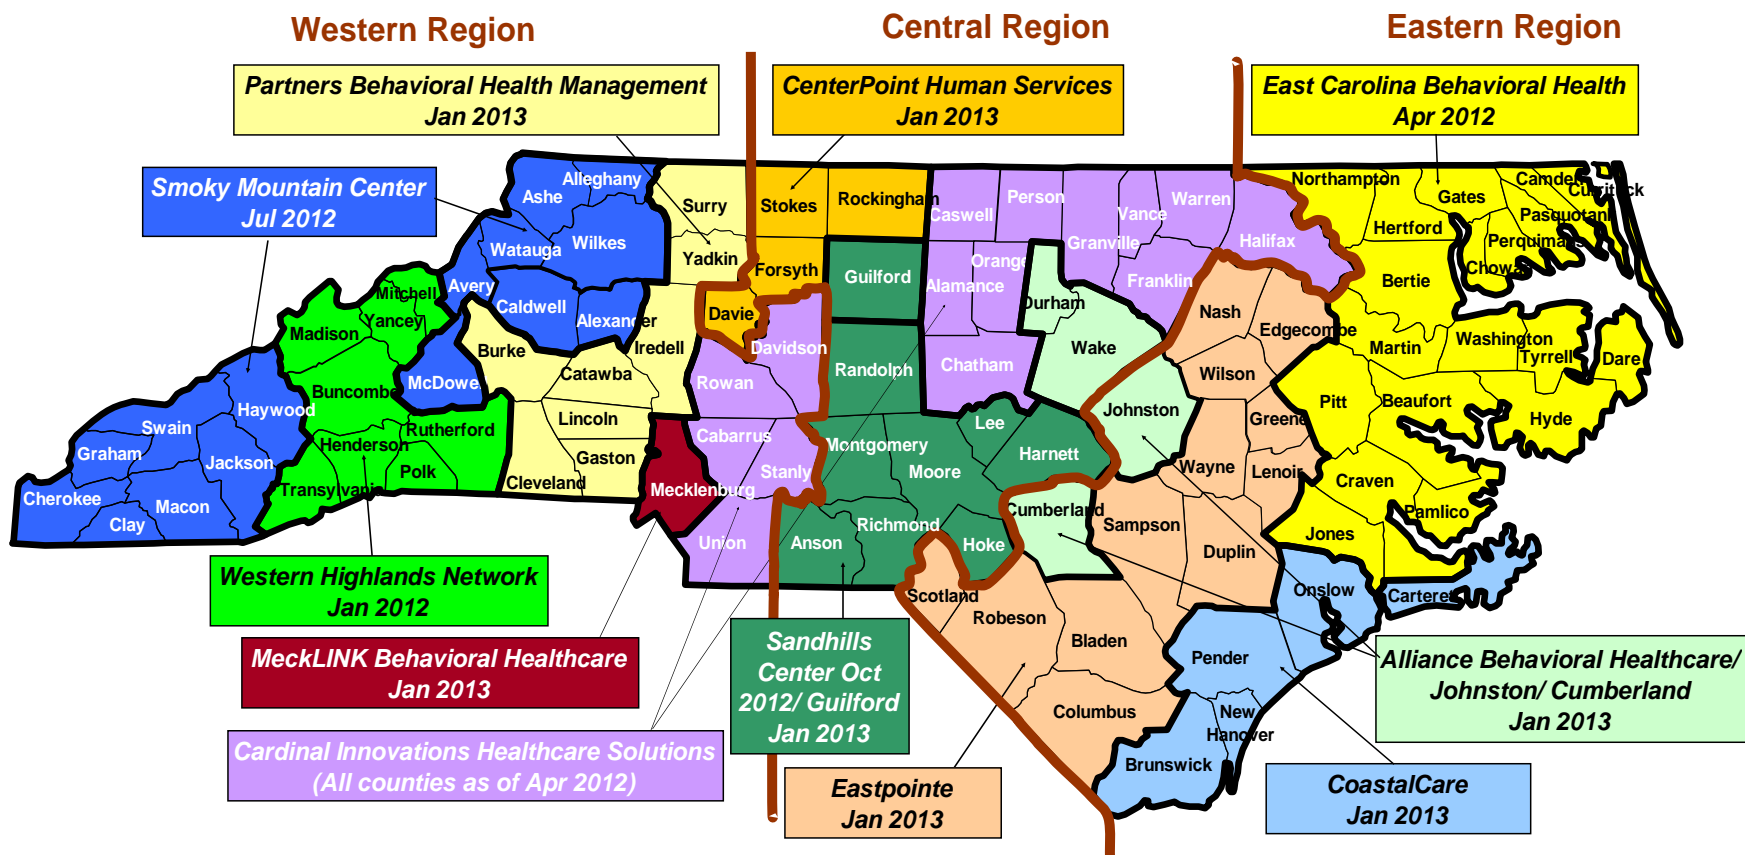 Western Region
Central Region
Eastern Region
Partners Behavioral Health Management
Jan 2013
CenterPoint Human Services
Jan 2013
East Carolina Behavioral Health
Apr 2012
Smoky Mountain Center
Jul 2012
Alleghany
Ashe
Surry
Stokes
Rockingham
Caswell
Person
Vance
Warren
Northampton
Gates
Camden
Currituck
Pasquotank
Watauga
Wilkes
Yadkin
Forsyth
Guilford
Orange
Granville
Halifax
Hertford
Perquimans
Chowan
Avery
Mitchell
Caldwell
Alexander
Davie
Alamance
Durham
Franklin
Nash
Bertie
Madison
Yancey
Burke
Iredell
Davidson
Wake
Edgecombe
Martin
Washington
Tyrrell
Dare
Buncombe
McDowe
Catawba
Rowan
Randolph
Chatham
Wilson
Haywood
Swain
Rutherford
Lincoln
Cabarrus
Montgomery
Lee
Johnston
Greene
Pitt
Beaufort
Hyde
Graham
Jackson
Henderson
Polk
Gaston
Stanly
Moore
Harnett
Wayne
Lenoir
Craven
Cherokee
Macon
Clay
Transylvania
Cleveland
Mecklenburg
Union
Anson
Richmond
Hoke
Cumberland
Sampson
Duplin
Jones
Pamlico
Scotland
Robeson
Bladen
Onslow
Carteret
Columbus
Pender
New
Hanover
Brunswick
Western Highlands Network
Jan 2012
MeckLINK Behavioral Healthcare
Jan 2013
Sandhills
Center Oct
2012/ Guilford
Jan 2013
Cardinal Innovations Healthcare Solutions
(All counties as of Apr 2012)
Eastpointe
Jan 2013
Alliance Behavioral Healthcare/
Johnston/ Cumberland
Jan 2013
CoastalCare
Jan 2013